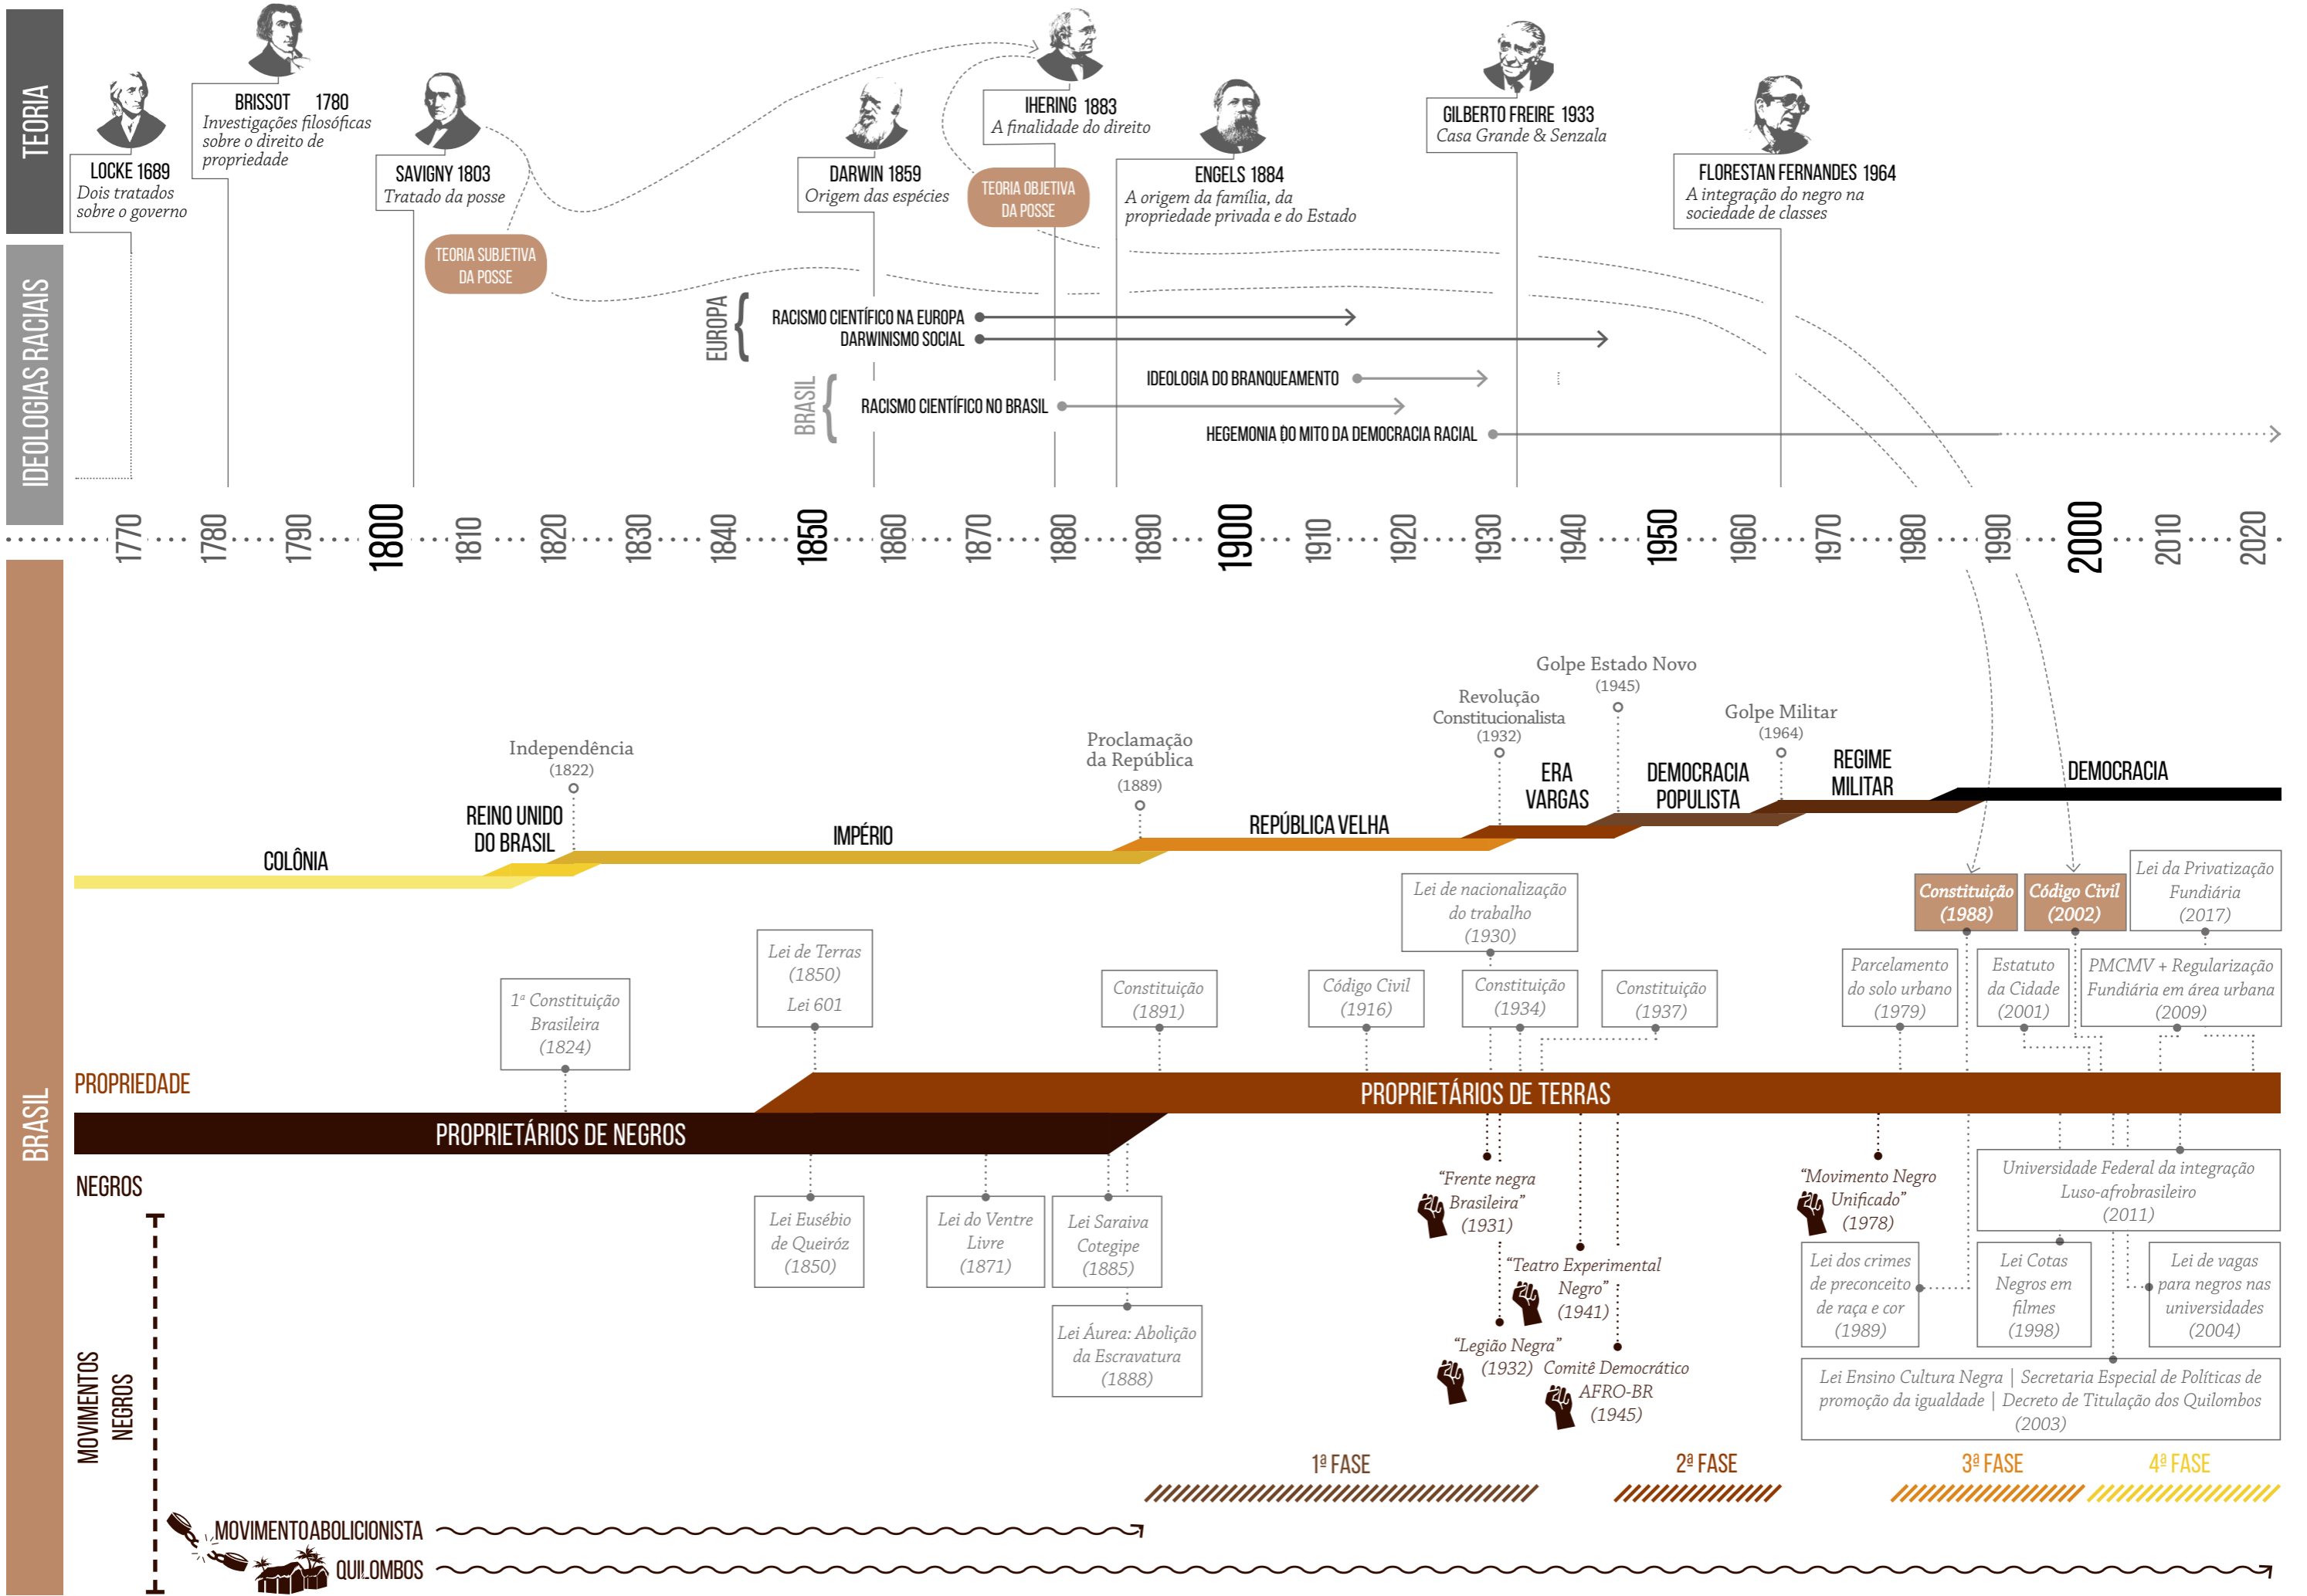 TEORIA
LOCKE 1689
Dois tratados
sobre o governo
BRISSOT 1780
Investigações filosóficas
sobre o direito de
propriedade
SAVIGNY 1803
Tratado da posse
TEORIA SUBJETIVA
DA POSSE
DARWIN 1859
Origem das espécies
IHERING 1883
A finalidade do direito
TEORIA OBJETIVA
DA POSSE
ENGELS 1884
A origem da família, da
propriedade privada e do Estado
GILBERTO FREIRE 1933
Casa Grande & Senzala
FLORESTAN FERNANDES 1964
A integração do negro na
sociedade de classes
IDEOLOGIAS RACIAIS
EUROPA
RACISMO CIENTÍFICO NA EUROPA
DARWINISMO SOCIAL
BRASIL
IDEOLOGIA DO BRANQUEAMENTO
RACISMO CIENTÍFICO NO BRASIL
HEGEMONIA DO MITO DA DEMOCRACIA RACIAL
1770
1780
1790
1800
1810
1820
1830
1840
1850
1860
1870
1880
1890
1900
1910
1920
1930
1940
1950
1960
1970
1980
1990
2000
2010
2020
BRASIL
COLÔNIA
REINO UNIDO
DO BRASIL
Independência
(1822)
IMPÉRIO
Proclamação
da República
(1889)
REPÚBLICA VELHA
Revolução
Constitucionalista
(1932)
ERA
VARGAS
Golpe Estado Novo
(1945)
DEMOCRACIA
POPULISTA
Golpe Militar
(1964)
REGIME
MILITAR
DEMOCRACIA
1ª Constituição
Brasileira
(1824)
Lei de Terras
(1850)
Lei 601
Constituição
(1891)
Código Civil
(1916)
Lei de nacionalização
do trabalho
(1930)
Constituição
(1934)
Constituição
(1937)
Parcelamento
do solo urbano
(1979)
Constituição
(1988)
Estatuto
da Cidade
(2001)
Código Civil
(2002)
Lei da Privatização
Fundiária
(2017)
PMCMV + Regularização
Fundiária em área urbana
(2009)
PROPRIEDADE
PROPRIETÁRIOS DE TERRAS
PROPRIETÁRIOS DE NEGROS
NEGROS
Lei Eusébio
de Queiróz
(1850)
Lei do Ventre
Livre
(1871)
Lei Saraiva
Cotegipe
(1885)
Lei Áurea: Abolição
da Escravatura
(1888)
“Frente negra
Brasileira”
(1931)
“Teatro Experimental
Negro”
(1941)
“Legião Negra”
(1932)
Comitê Democrático
AFRO-BR
(1945)
“Movimento Negro
Unificado”
(1978)
Universidade Federal da integração
Luso-afrobrasileiro
(2011)
Lei dos crimes
de preconceito
de raça e cor
(1989)
Lei Cotas
Negros em
filmes
(1998)
Lei de vagas
para negros nas
universidades
(2004)
Lei Ensino Cultura Negra | Secretaria Especial de Políticas de
promoção da igualdade | Decreto de Titulação dos Quilombos
(2003)
MOVIMENTOS
NEGROS
1ª FASE
2ª FASE
3ª FASE
4ª FASE
MOVIMENTO ABOLICIONISTA
QUILOMBOS